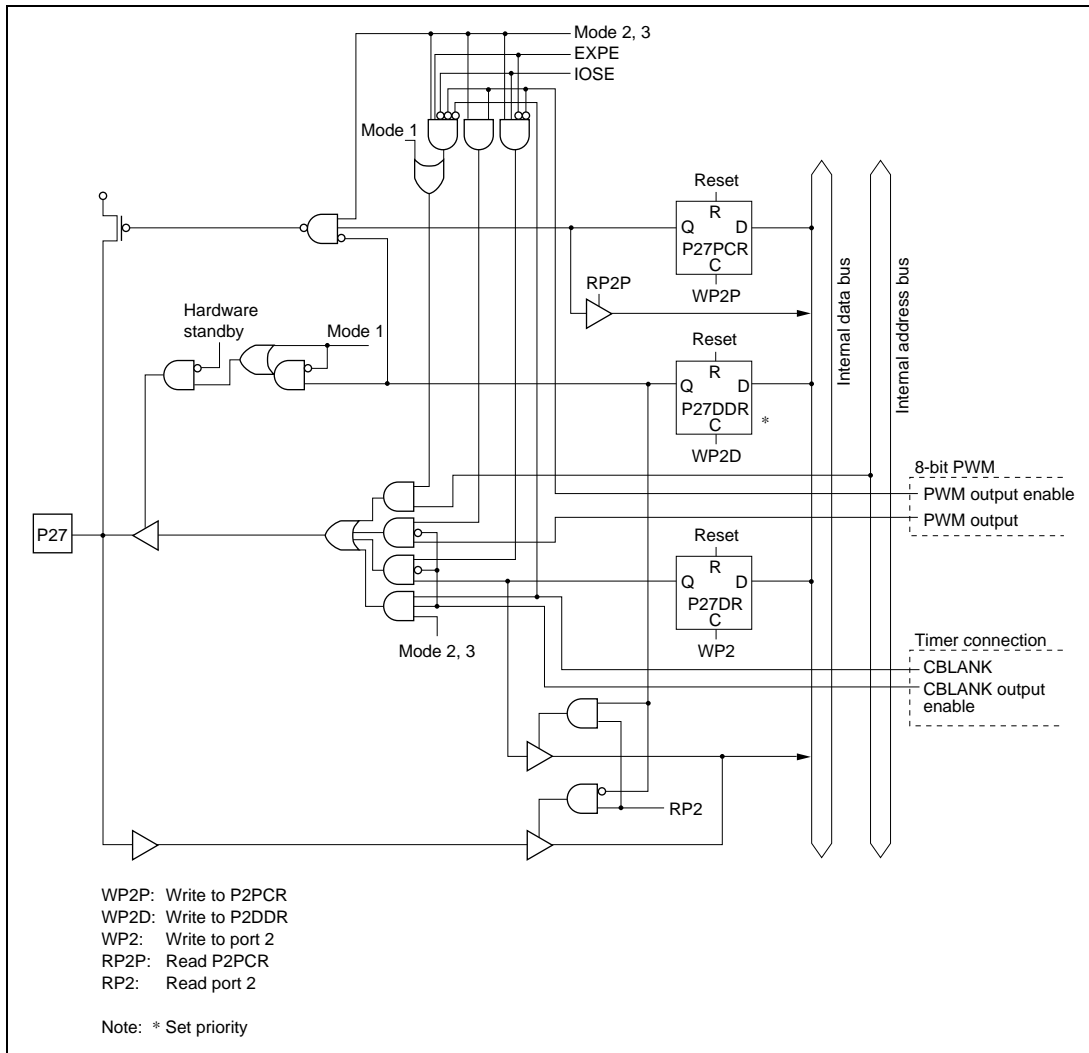 Mode 2, 3
EXPE
IOSE
Mode 1
Reset
R
Q D
P27PCR
C
WP2P
RP2P
Hardware
standby
Mode 1
Reset
R
Q D
P27DDR
C
*
WP2D
Internal data bus
Internal address bus
8-bit PWM
PWM output enable
PWM output
P27
Reset
R
Q D
P27DR
C
WP2
Mode 2, 3
Timer connection
CBLANK
CBLANK output
enable
RP2
WP2P: Write to P2PCR
WP2D: Write to P2DDR
WP2: Write to port 2
RP2P: Read P2PCR
RP2: Read port 2
Note: * Set priority